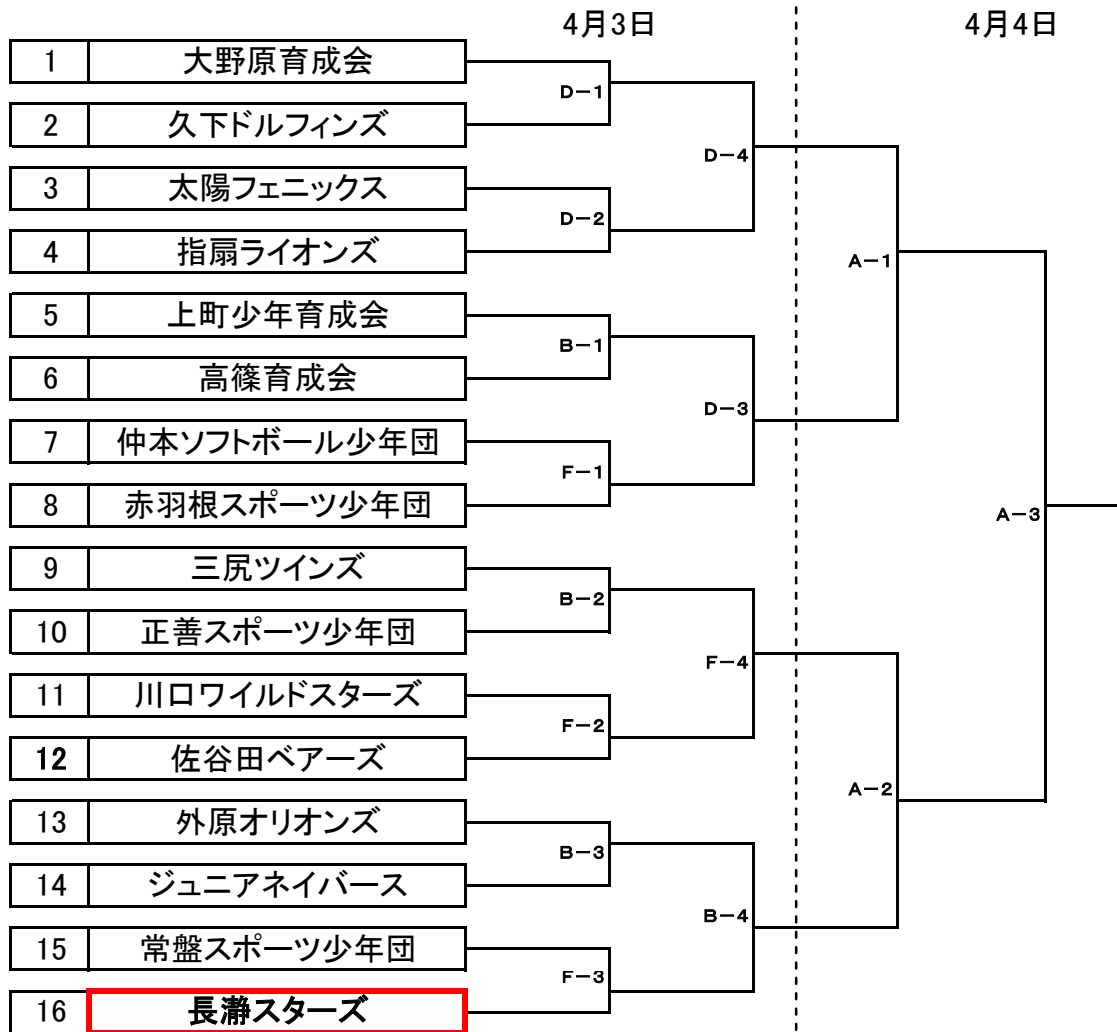 4月3日 4月4日
1 大野原育成会
D-1
2 久下ドルフィンズ
D-4
3 太陽フェニックス
D-2
4 指扇ライオンズ
A-1
5 上町少年育成会
B-1
6 高篠育成会
D-3
7 仲本ソフトボール少年団
F-1
8 赤羽根スポーツ少年団
A-3
9 三尻ツインズ
B-2
10 正善スポーツ少年団
F-4
11 川口ワイルドスターズ
F-2
12 佐谷田ベアーズ
A-2
13 外原オリオンズ
B-3
14 ジュニアネイバース
B-4
15 常盤スポーツ少年団
F-3
16 長瀞スターズ